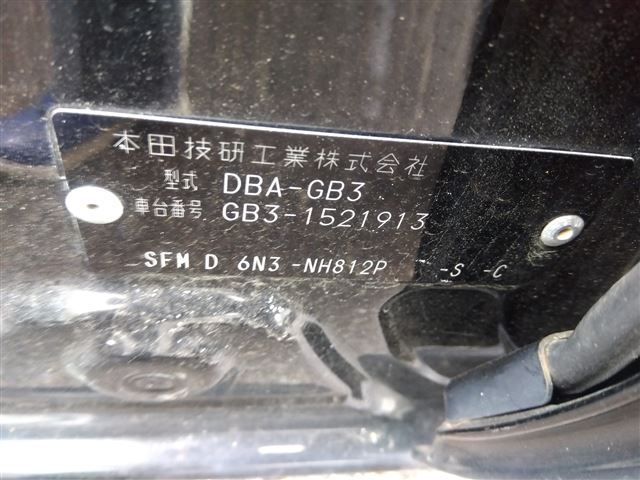 本田技研工業株式会社
型式 DBA-GB3
車台番号 GB3-1521913
SFM D 6N3 -NH812P -S -C